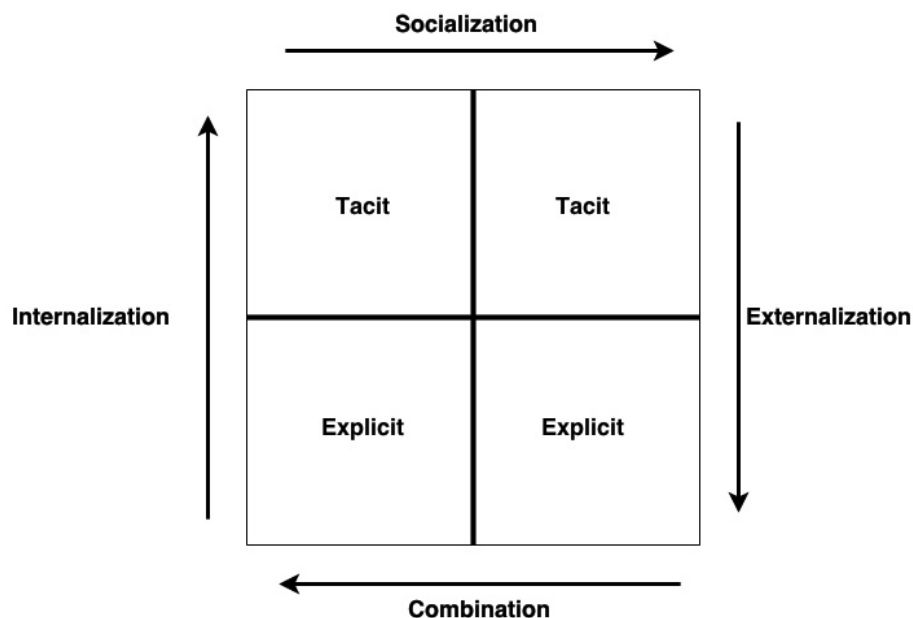 Socialization
Tacit
Tacit
Internalization
Externalization
Explicit
Explicit
Combination